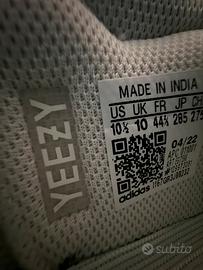 YEEZY
MADE IN INDIA
US UK FR JP CH
10½ 10 44⅔ 285 275
04/22
adidas
subito